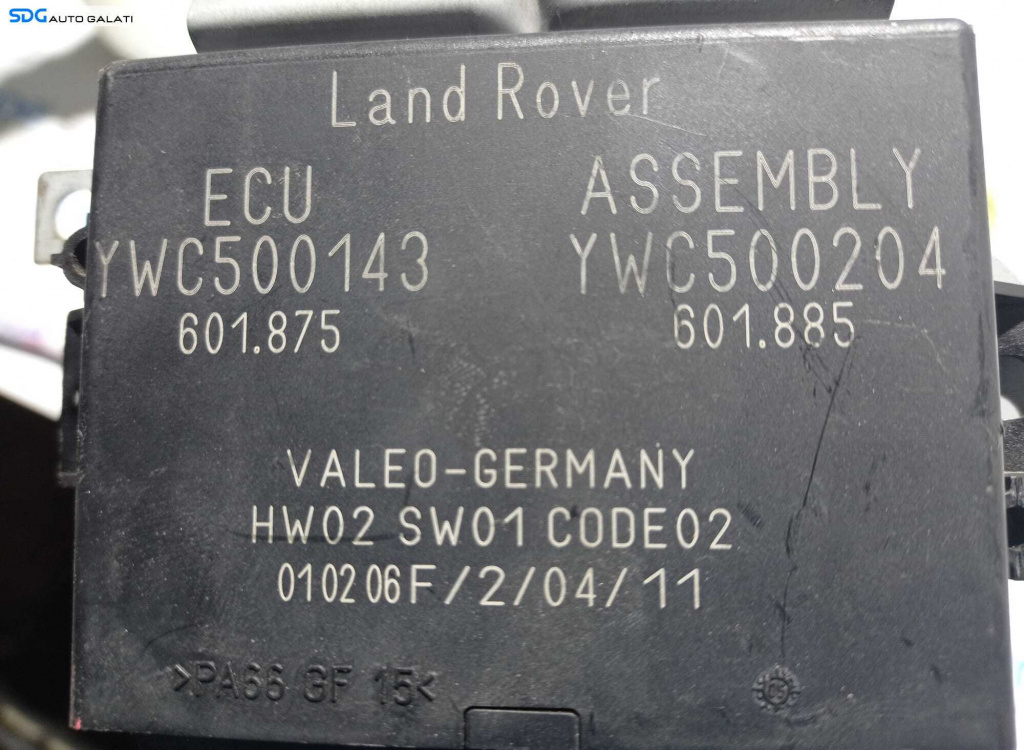 SDG AUTO GALATI
Land Rover
ECU
YWC500143
601.875
ASSEMBLY
YWC500204
601.885
VALEO-GERMANY
HW02 SW01 CODE02
010206F/2/04/11
>PA66 GF 15<